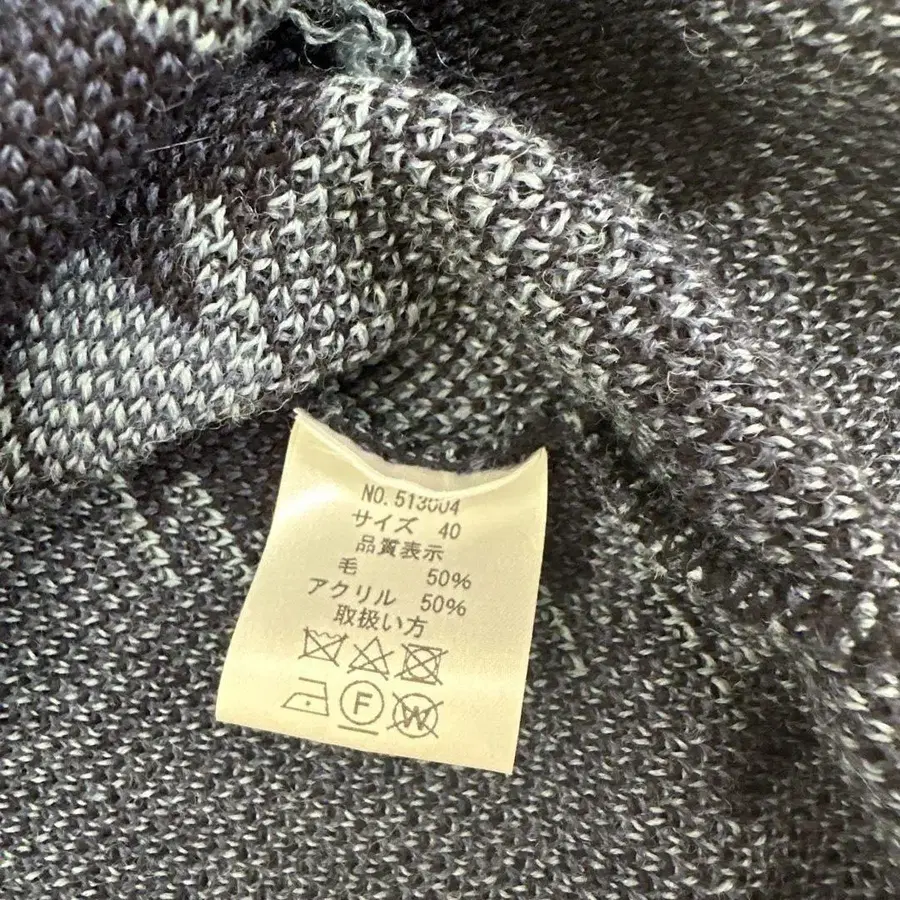 NO. 513004
サイズ 40
品質表示
毛 50%
アクリル 50%
取扱い方
F W